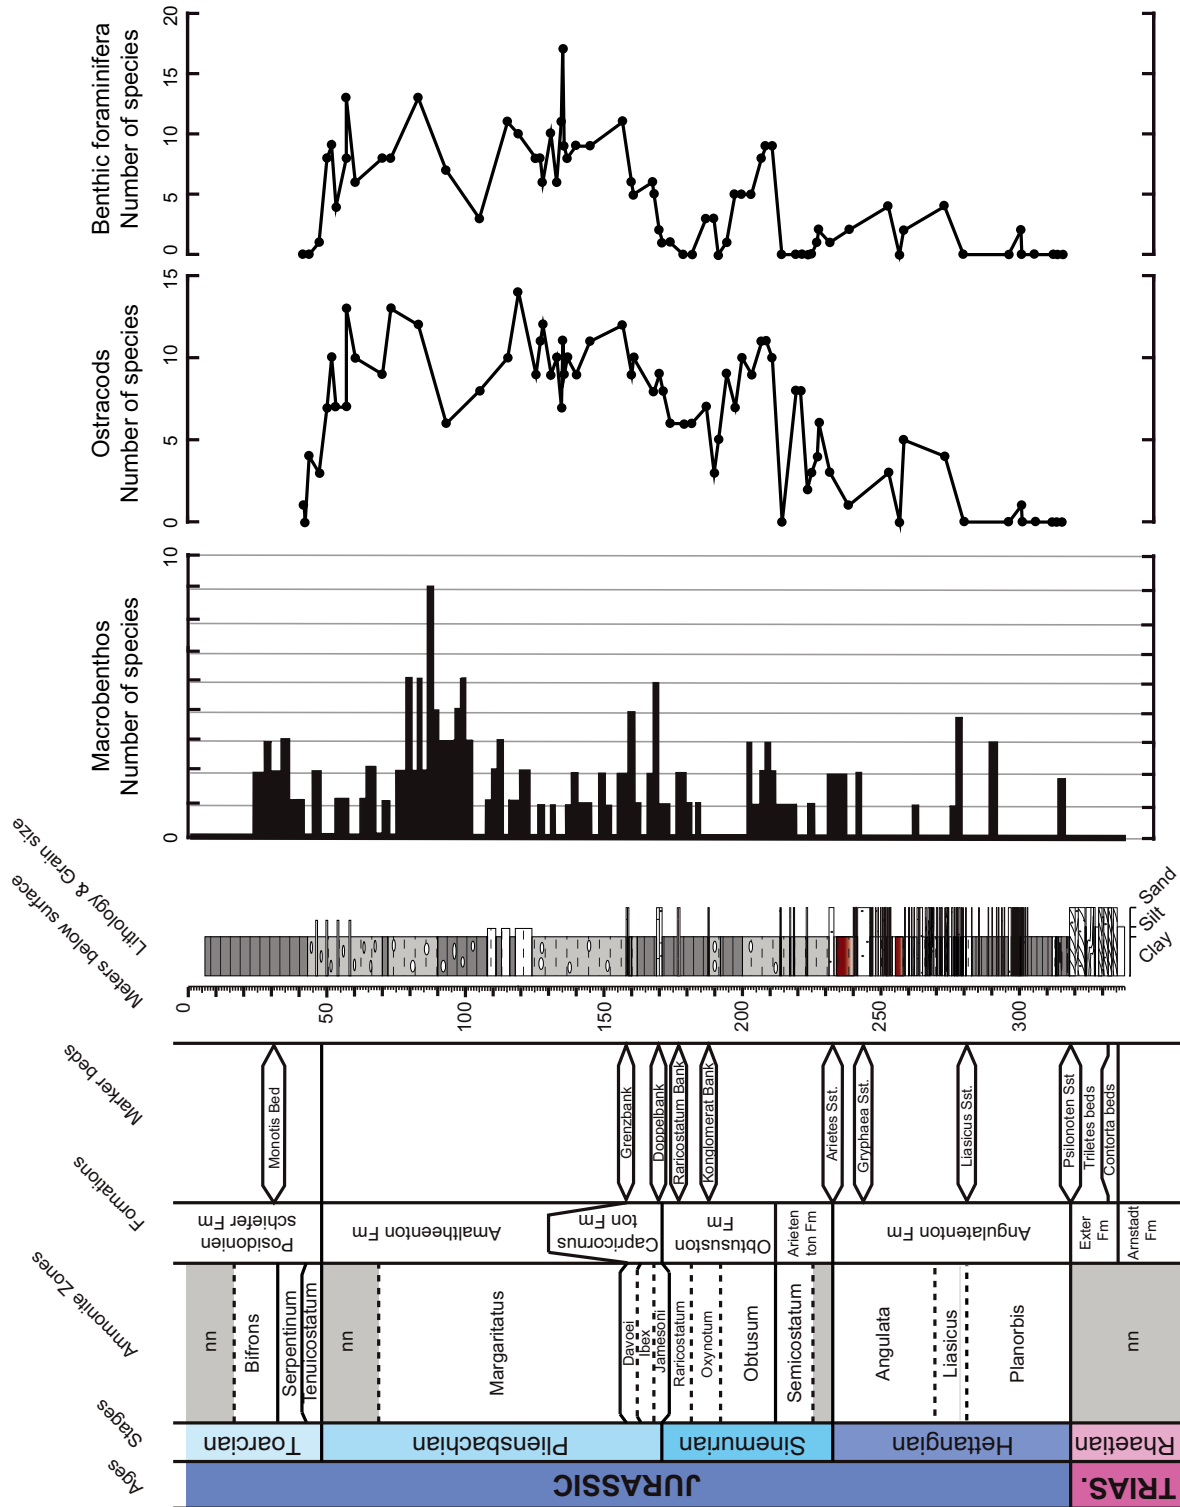 Benthic foraminifera
Number of species
0
5
10
15
20
Ostracods
Number of species
0
5
10
15
Macrobenthos
Number of species
0
10
Lithology & Grain size
Sand
Silt
Clay
Meters below surface
0
50
100
150
200
250
300
Marker beds
Monotis Bed
Grenzbank
Doppelbank
Raricostatum Bank
Konglomerat Bank
Arietes Sst.
Gryphaea Sst.
Liasicus Sst.
Psilonoten Sst
Triletes beds
Contorta beds
Formations
Posidonien
schiefer Fm
Amaltheenton Fm
Capricornus
ton Fm
Obtususton
Fm
Arieten
ton Fm
Angulatenton Fm
Exter
Fm
Arnstadt
Fm
Ammonite Zones
nn
Bifrons
Serpentinum
Tenuicostatum
nn
Margaritatus
Davoei
Ibex
Jamesoni
Raricostatum
Oxynotum
Obtusum
Semicostatum
Angulata
Liasicus
Planorbis
nn
Stages
Toarcian
Pliensbachian
Sinemurian
Hettangian
Rhaetian
Ages
JURASSIC
TRIAS.